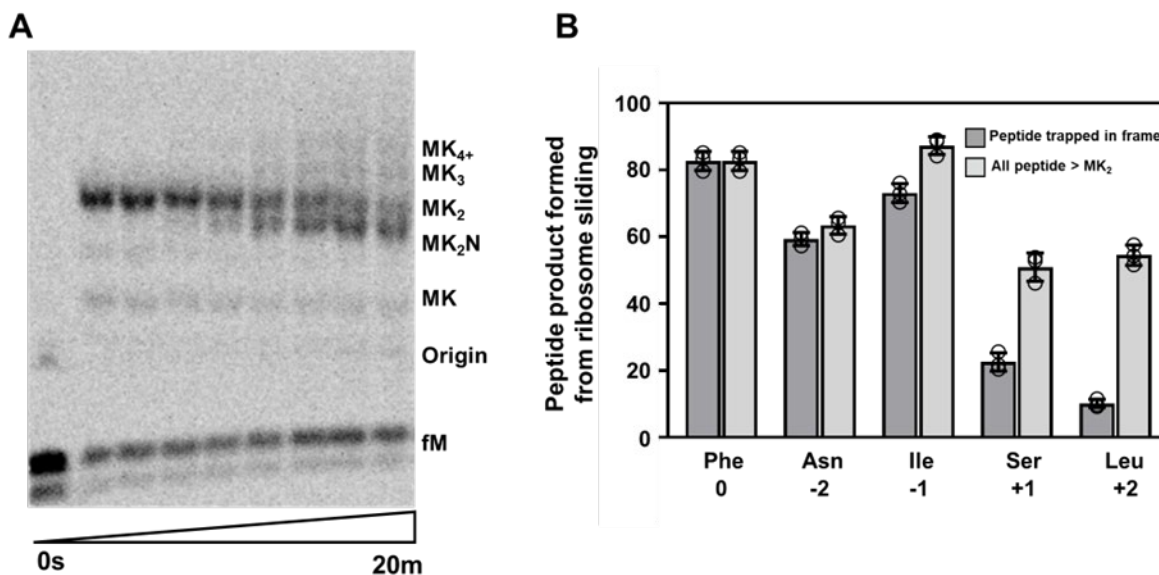 A
MK₄₊
MK₃
MK₂
MK₂N
MK
Origin
fM
0s
20m
B
Peptide product formed
from ribosome sliding
100
80
60
40
20
0
Peptide trapped in frame
All peptide > MK₂
Phe Asn Ile Ser Leu
0 -2 -1 +1 +2